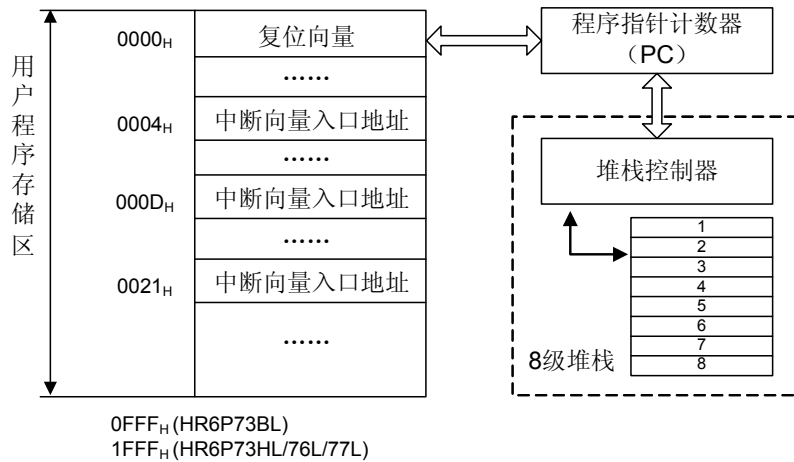 用户程序存储区
0000H
复位向量
......
0004H
中断向量入口地址
......
000DH
中断向量入口地址
......
0021H
中断向量入口地址
......
0FFFH (HR6P73BL)
1FFFH (HR6P73HL/76L/77L)
程序指针计数器
（PC）
堆栈控制器
1
2
3
4
5
6
7
8
8级堆栈